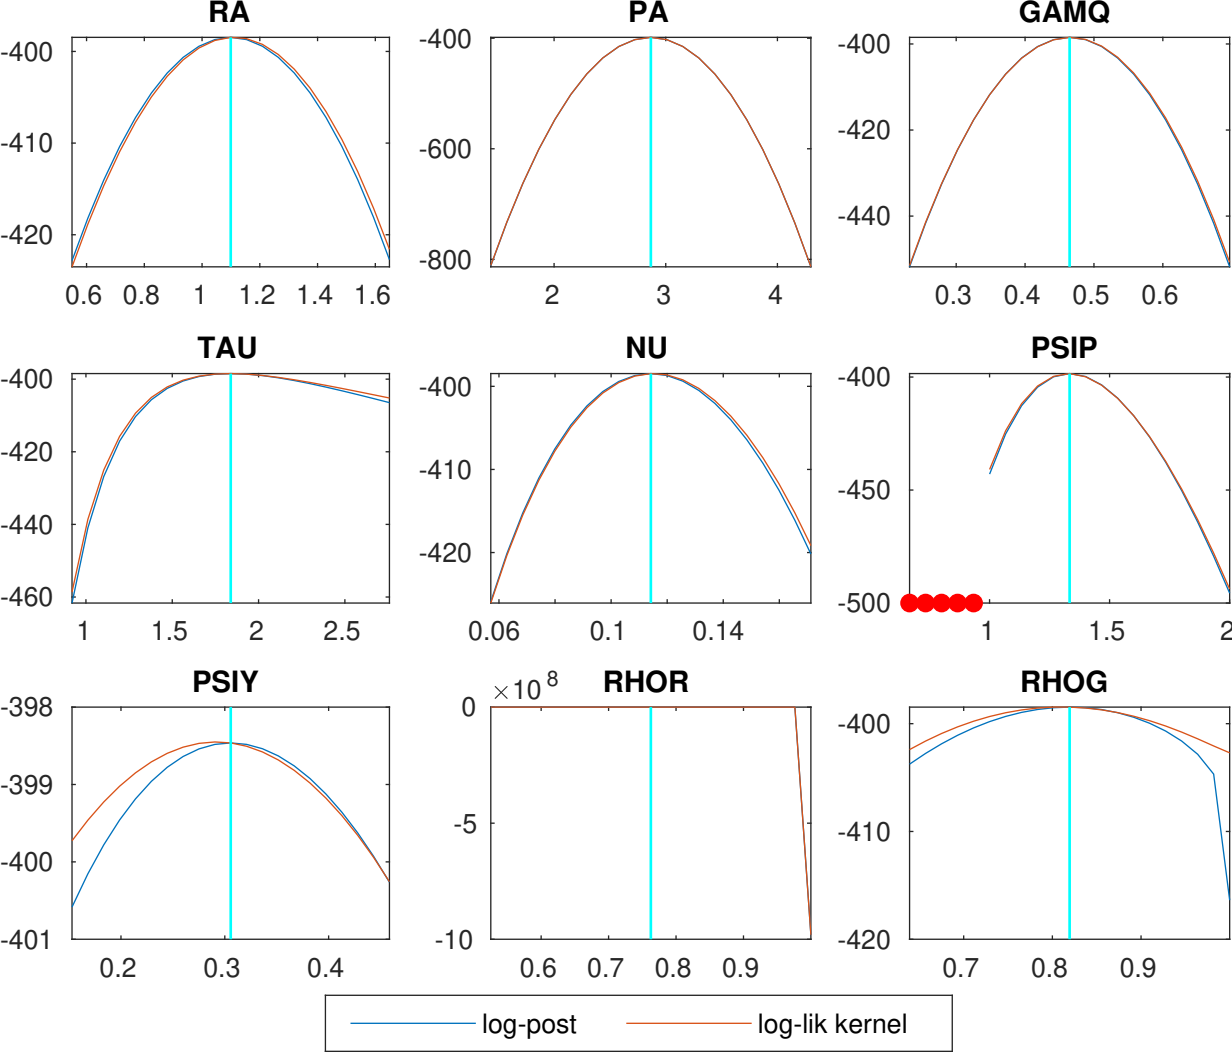 RA PA GAMQ
-400 -400 -400
-410 -600 -420
-420 -800 -440
0.6 0.8 1 1.2 1.4 1.6 2 3 4 0.3 0.4 0.5 0.6
TAU NU PSIP
-400 -400 -400
-420 -410 -450
-440 -420 -500
-460
1 1.5 2 2.5 0.06 0.1 0.14 1 1.5 2
PSIY ×10^8 RHOR RHOG
-398 0 -400
-399 -5 -410
-400 -10 -420
-401
0.2 0.3 0.4 0.6 0.7 0.8 0.9 0.7 0.8 0.9
log-post log-lik kernel